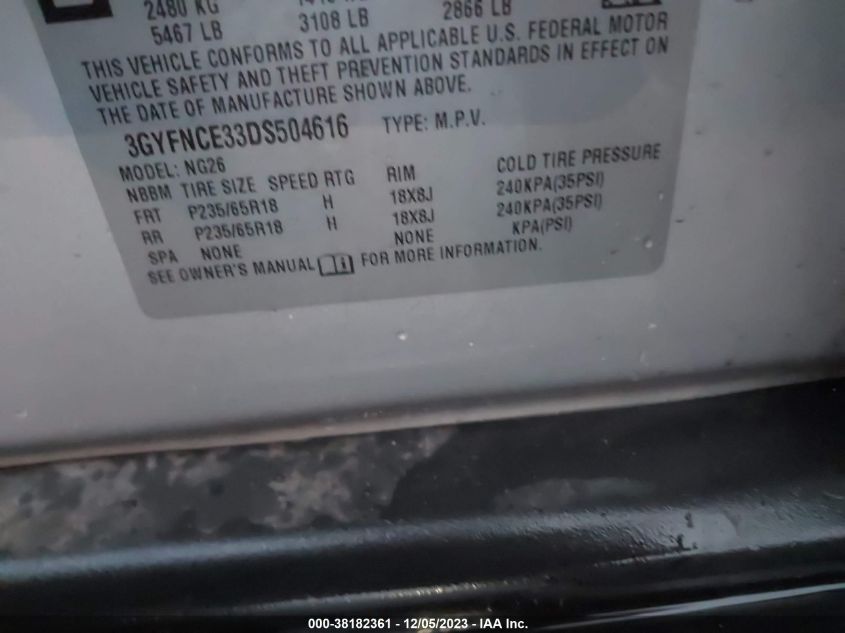 2480 KG
5467 LB 3108 LB 2866 LB
THIS VEHICLE CONFORMS TO ALL APPLICABLE U.S. FEDERAL MOTOR
VEHICLE SAFETY AND THEFT PREVENTION STANDARDS IN EFFECT ON
THE DATE OF MANUFACTURE SHOWN ABOVE.
3GYFNCE33DS504616 TYPE: M.P.V.
MODEL: NG26
NBBM TIRE SIZE SPEED RTG RIM COLD TIRE PRESSURE
FRT P235/65R18 H 18X8J 240KPA(35PSI)
RR P235/65R18 H 18X8J 240KPA(35PSI)
SPA NONE NONE KPA(PSI)
SEE OWNER'S MANUAL FOR MORE INFORMATION.
000-38182361 - 12/05/2023 - IAA Inc.